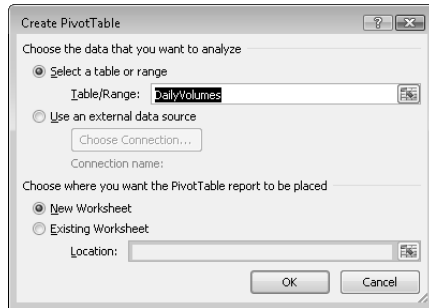 Create PivotTable
Choose the data that you want to analyze
Select a table or range
Table/Range: DailyVolumes
Use an external data source
Choose Connection...
Connection name:
Choose where you want the PivotTable report to be placed
New Worksheet
Existing Worksheet
Location:
OK Cancel